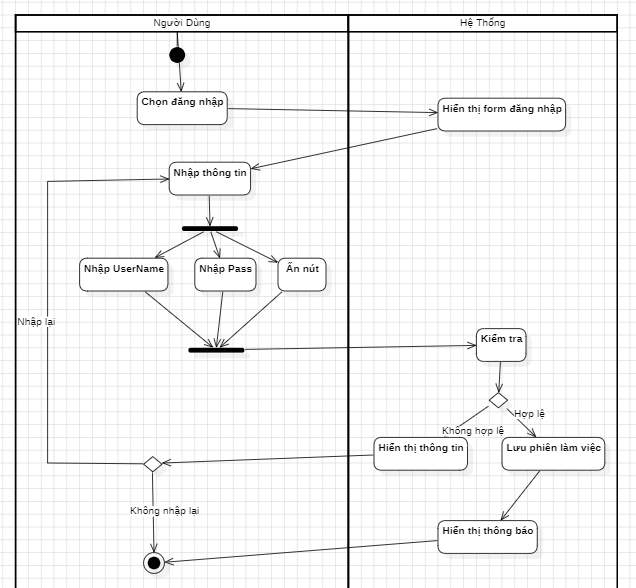 Người Dùng
Hệ Thống
Chọn đăng nhập
Hiển thị form đăng nhập
Nhập thông tin
Nhập UserName
Nhập Pass
Ấn nút
Nhập lại
Kiểm tra
Hợp lệ
Không hợp lệ
Hiển thị thông tin
Lưu phiên làm việc
Không nhập lại
Hiển thị thông báo